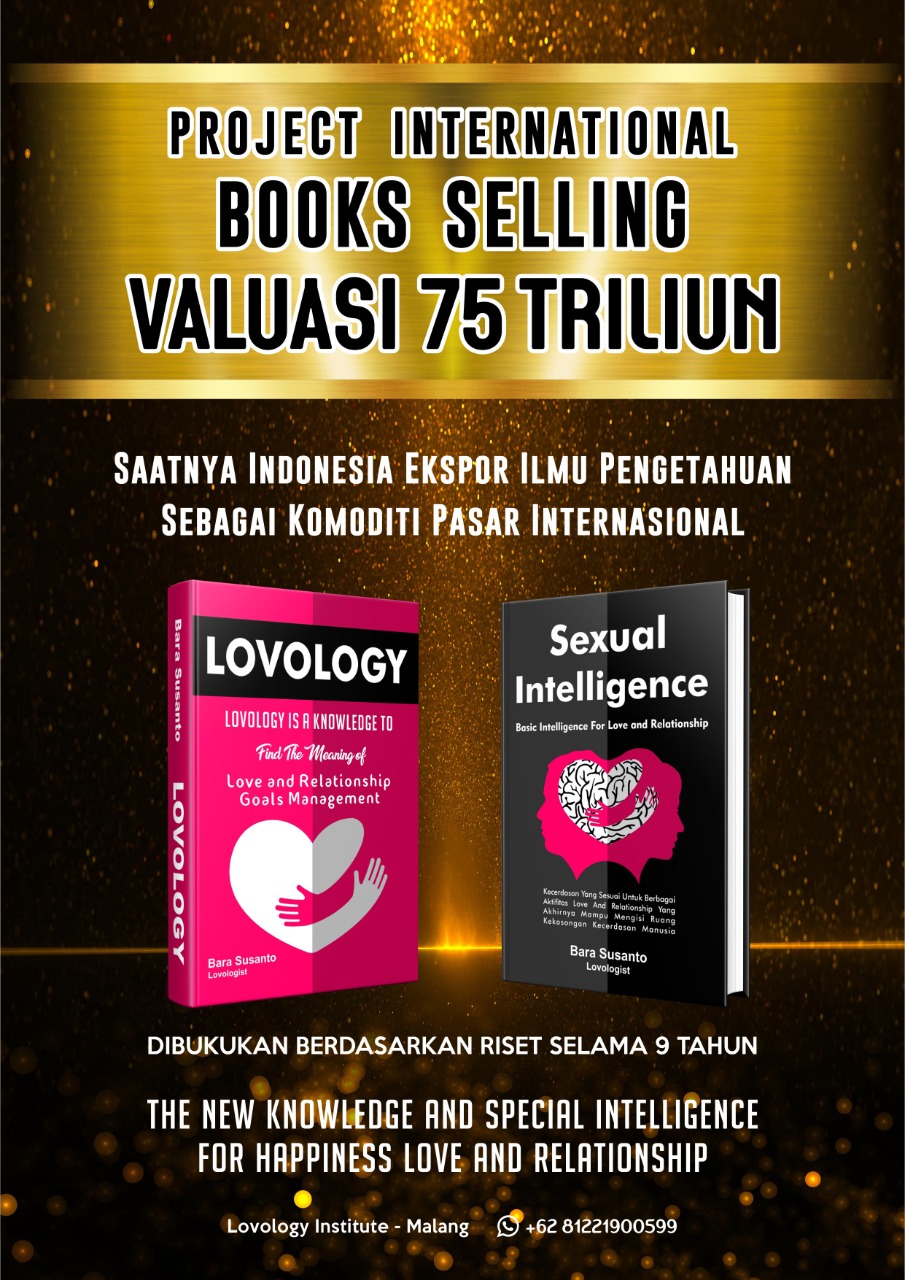 PROJECT INTERNATIONAL
BOOKS SELLING
VALUASI 75 TRILIUN
SAATNYA INDONESIA EKSPOR ILMU PENGETAHUAN
SEBAGAI KOMODITI PASAR INTERNASIONAL
Bara Susanto LOVOLOGY
LOVOLOGY
LOVOLOGY IS A KNOWLEDGE TO
Find The Meaning of
Love and Relationship
Goals Management
Bara Susanto
Lovologist
Sexual
Intelligence
Basic Intelligence For Love and Relationship
Kecerdasan Yang Sesuai Untuk Berbagai
Aktifitas Love And Relationship Yang
Akhirnya Mampu Mengisi Ruang
Kekosongan Kecerdasan Manusia
Bara Susanto
Lovologist
DIBUKUKAN BERDASARKAN RISET SELAMA 9 TAHUN
THE NEW KNOWLEDGE AND SPECIAL INTELLIGENCE
FOR HAPPINESS LOVE AND RELATIONSHIP
Lovology Institute - Malang +62 81221900599